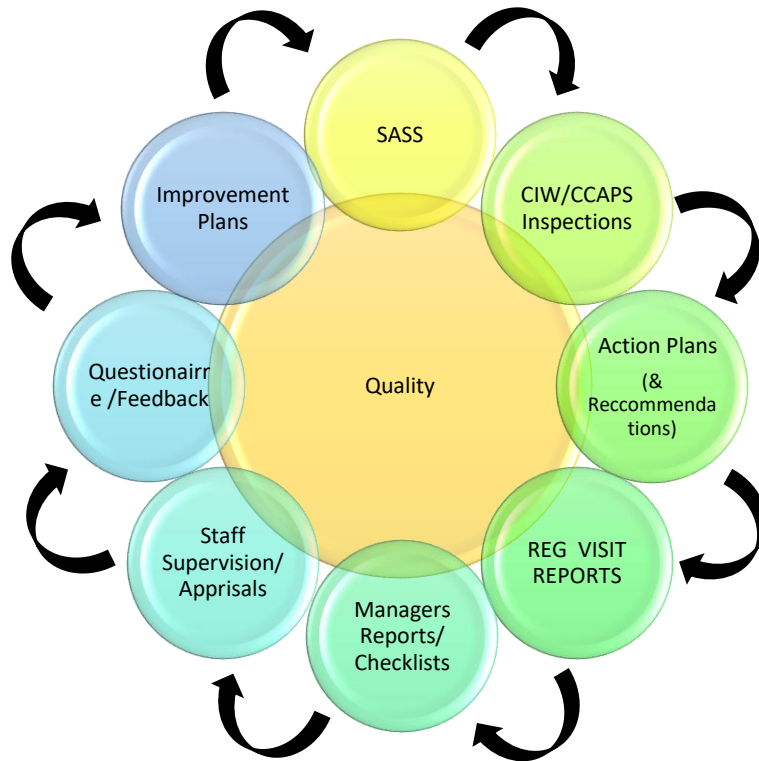 SASS
CIW/CCAPS
Inspections
Action Plans
(&
Reccommenda
tions)
REG  VISIT
REPORTS
Managers
Reports/
Checklists
Staff
Supervision/
Apprisals
Questionairr
e /Feedback
Improvement
Plans
Quality